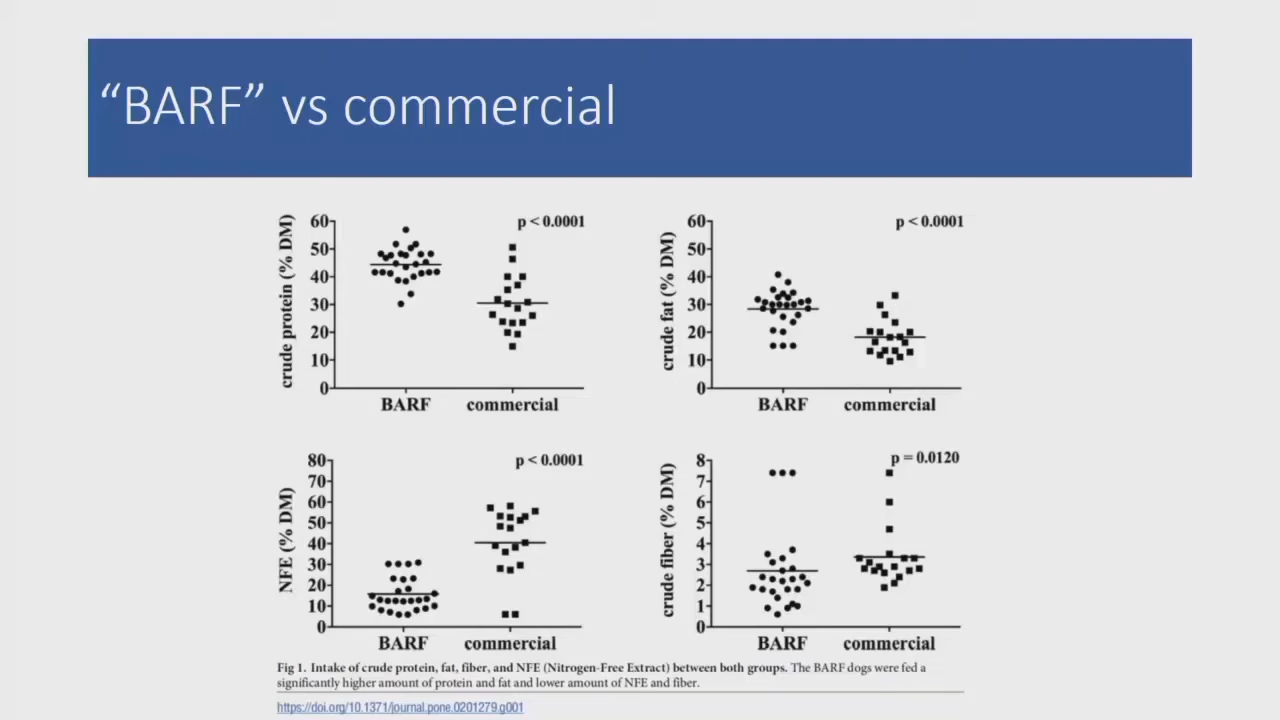 “BARF” vs commercial
crude protein (% DM)
60
50
40
30
20
10
0
p < 0.0001
BARF commercial
crude fat (% DM)
60
50
40
30
20
10
0
p < 0.0001
BARF commercial
NFE (% DM)
80
70
60
50
40
30
20
10
0
p < 0.0001
BARF commercial
crude fiber (% DM)
8
7
6
5
4
3
2
1
0
p = 0.0120
BARF commercial
Fig 1. Intake of crude protein, fat, fiber, and NFE (Nitrogen-Free Extract) between both groups. The BARF dogs were fed a
significantly higher amount of protein and fat and lower amount of NFE and fiber.
https://doi.org/10.1371/journal.pone.0201279.g001